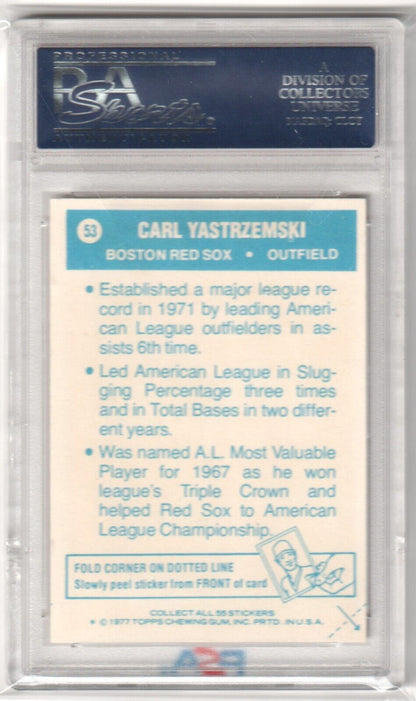 PROFESSIONAL
PSA
Sports
A
DIVISION OF
COLLECTORS
UNIVERSE
NASDAQ: CLCT
53
CARL YASTRZEMSKI
BOSTON RED SOX • OUTFIELD
• Established a major league re-
cord in 1971 by leading Ameri-
can League outfielders in as-
sists 6th time.
• Led American League in Slug-
ging Percentage three times
and in Total Bases in two differ-
ent years.
• Was named A.L. Most Valuable
Player for 1967 as he won
league's Triple Crown and
helped Red Sox to American
League Championship.
FOLD CORNER ON DOTTED LINE
Slowly peel sticker from FRONT of card
COLLECT ALL 55 STICKERS
* © 1977 TOPPS CHEWING GUM, INC. PRTD. IN U.S.A.
PSA